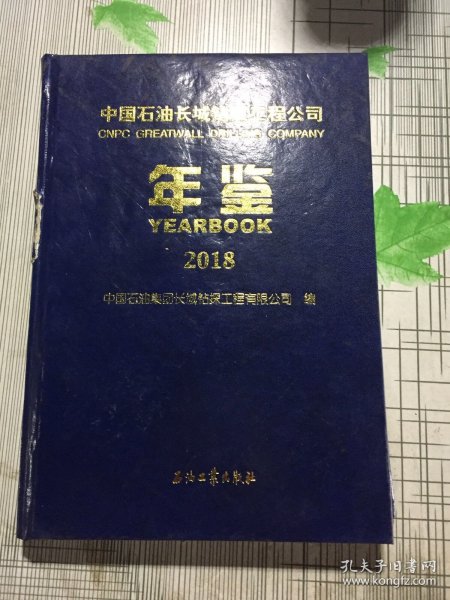 中国石油长城钻探工程公司
CNPC GREATWALL DRILLING COMPANY
年鉴
YEARBOOK
2018
中国石油集团长城钻探工程有限公司 编
石油工业出版社
孔夫子旧书网
www.kongfz.com